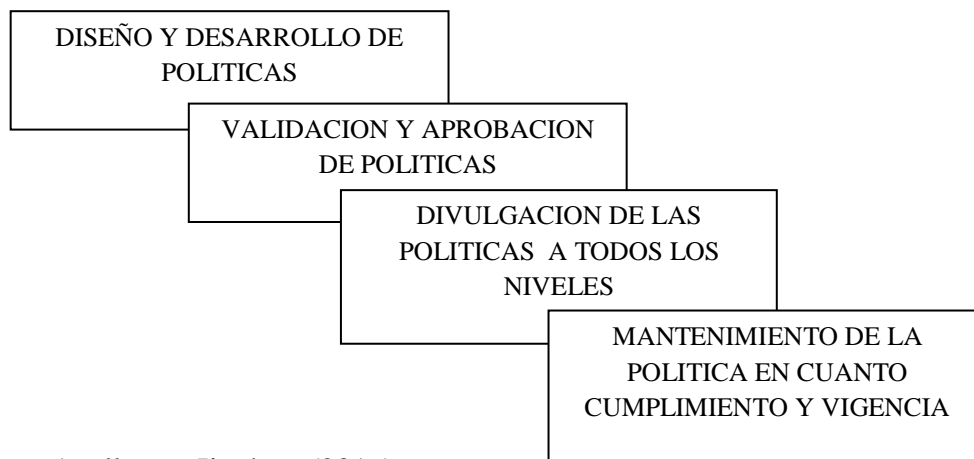 DISEÑO Y DESARROLLO DE
POLITICAS
VALIDACION Y APROBACION
DE POLITICAS
DIVULGACION DE LAS
POLITICAS A TODOS LOS
NIVELES
MANTENIMIENTO DE LA
POLITICA EN CUANTO
CUMPLIMIENTO Y VIGENCIA